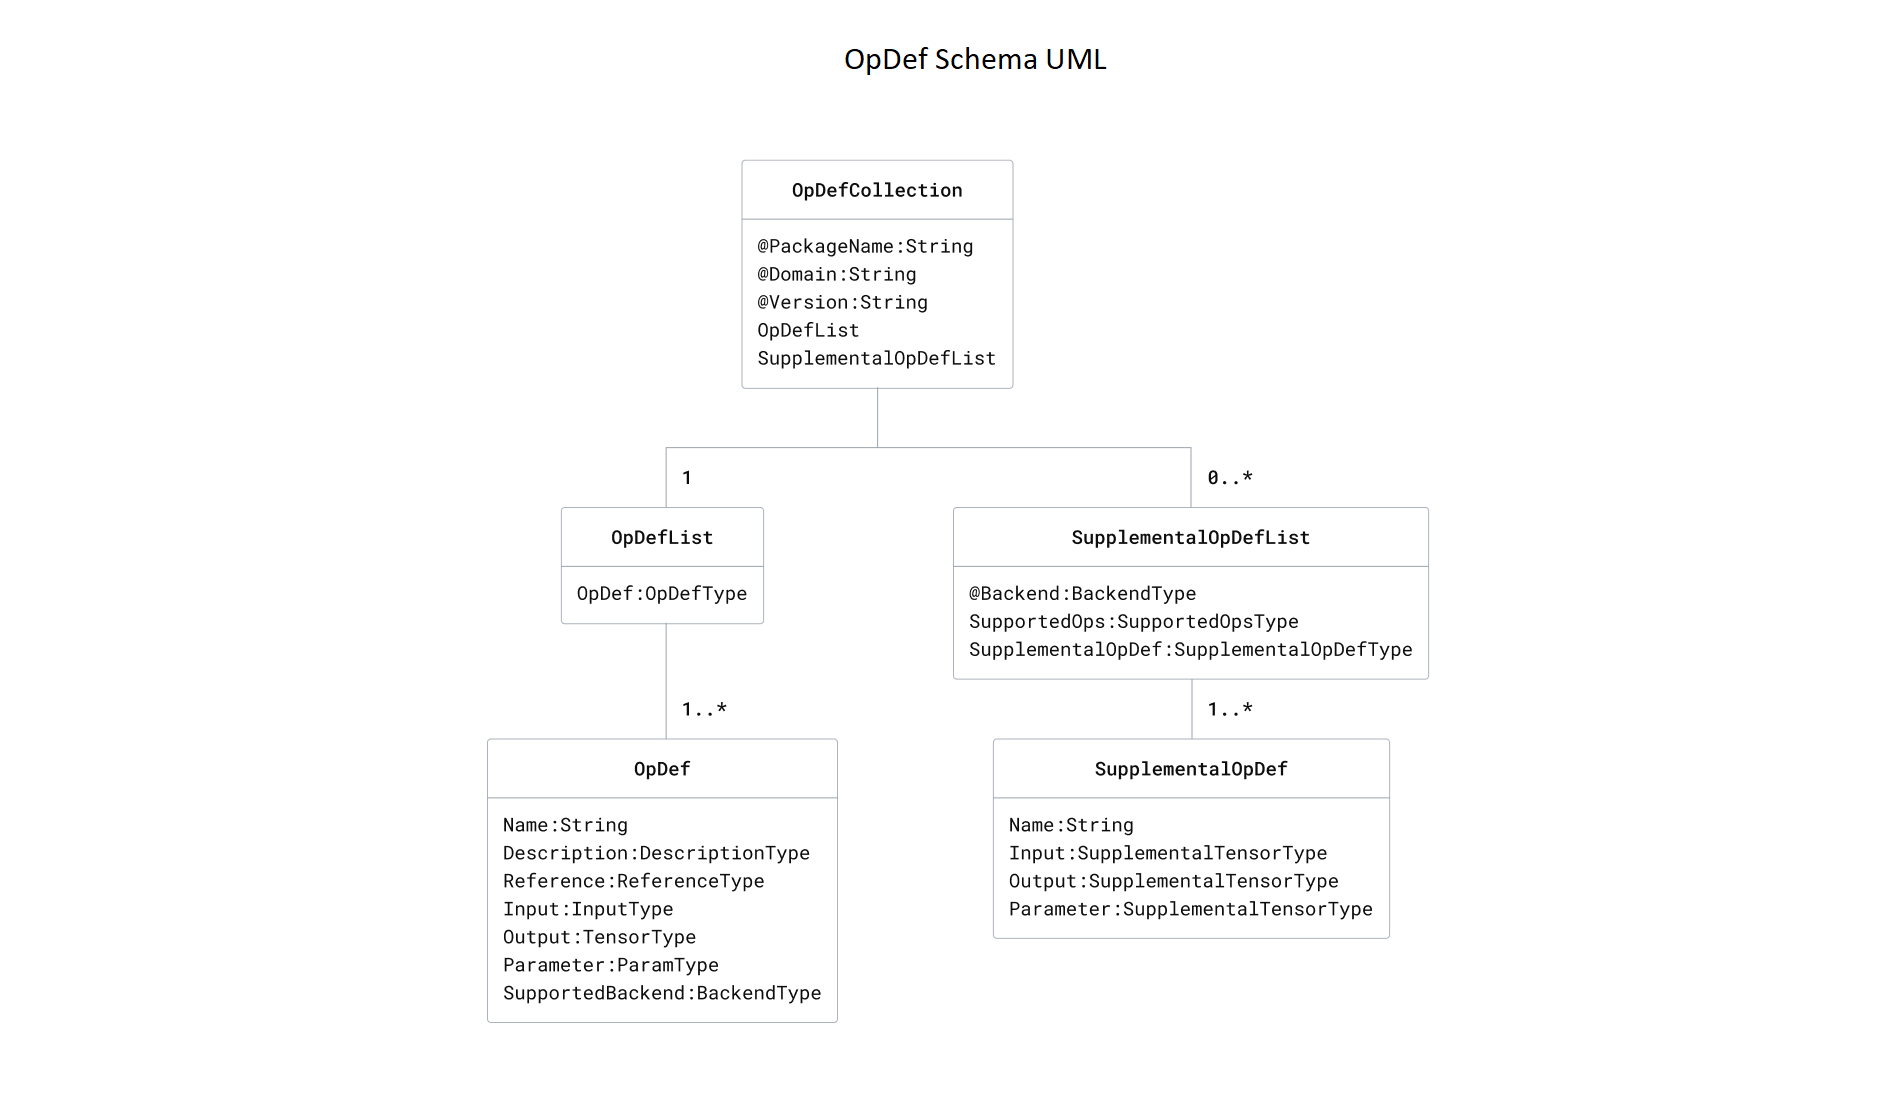 OpDef Schema UML
OpDefCollection
@PackageName:String
@Domain:String
@Version:String
OpDefList
SupplementalOpDefList
1
0..*
OpDefList
OpDef:OpDefType
SupplementalOpDefList
@Backend:BackendType
SupportedOps:SupportedOpsType
SupplementalOpDef:SupplementalOpDefType
1..*
1..*
OpDef
Name:String
Description:DescriptionType
Reference:ReferenceType
Input:InputType
Output:TensorType
Parameter:ParamType
SupportedBackend:BackendType
SupplementalOpDef
Name:String
Input:SupplementalTensorType
Output:SupplementalTensorType
Parameter:SupplementalTensorType